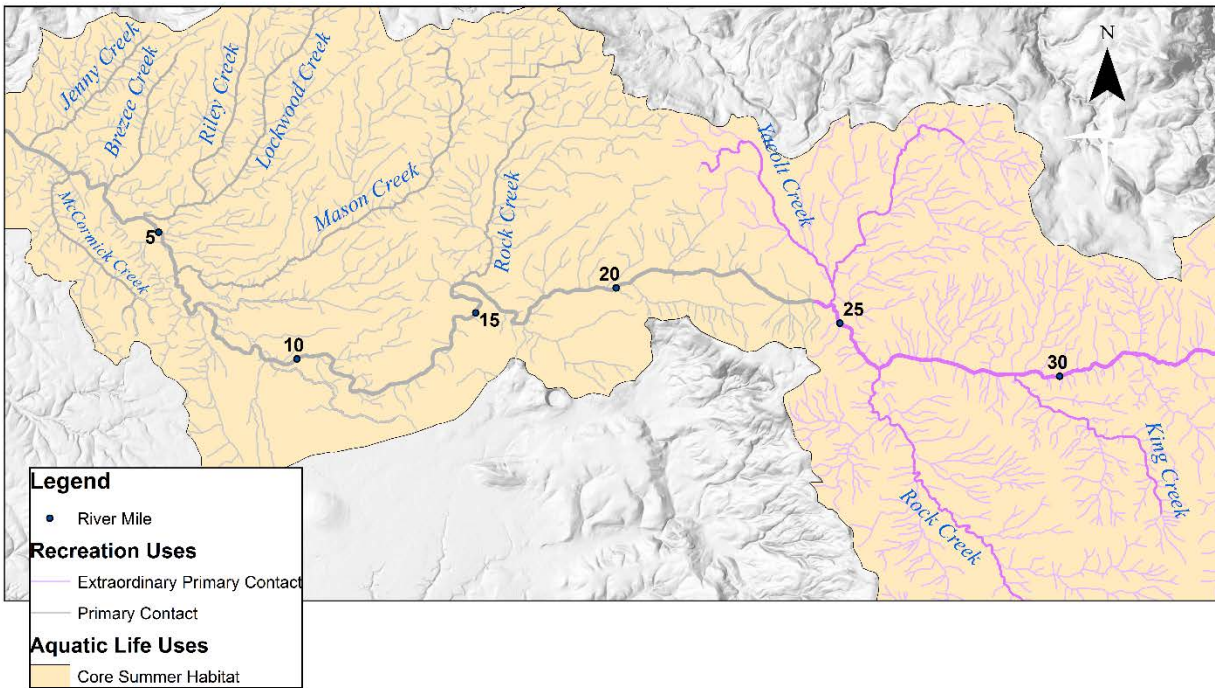 N
Jenny Creek
Brezee Creek
Riley Creek
Lockwood Creek
Mason Creek
Rock Creek
Yacolt Creek
McCormick Creek
5
10
15
20
25
30
King Creek
Rock Creek
Legend
River Mile
Recreation Uses
Extraordinary Primary Contact
Primary Contact
Aquatic Life Uses
Core Summer Habitat